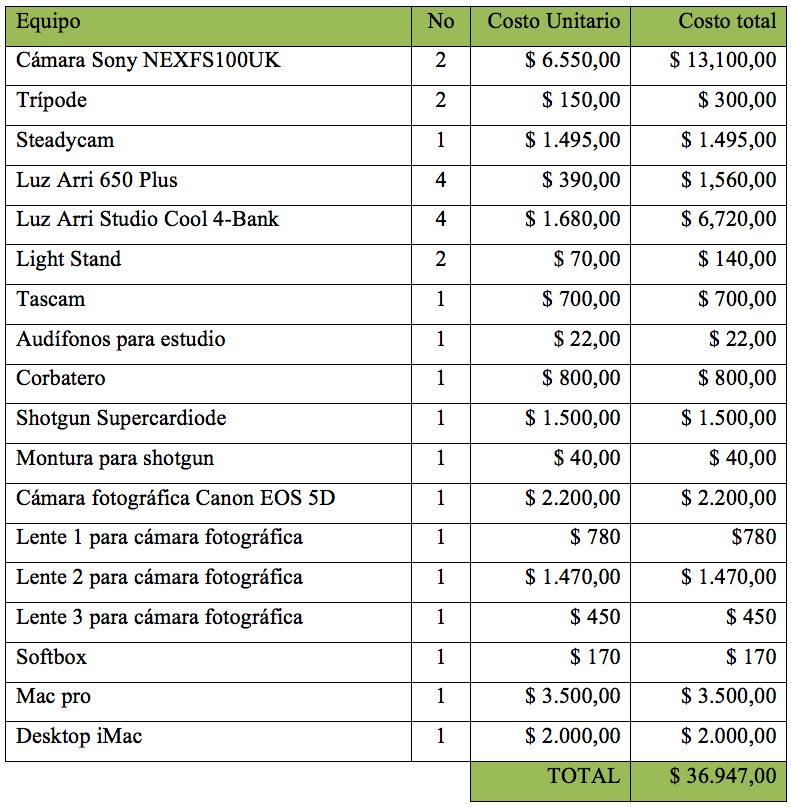 Equipo No Costo Unitario Costo total
Cámara Sony NEXFS100UK 2 $ 6.550,00 $ 13,100,00
Trípode 2 $ 150,00 $ 300,00
Steadycam 1 $ 1.495,00 $ 1.495,00
Luz Arri 650 Plus 4 $ 390,00 $ 1,560,00
Luz Arri Studio Cool 4-Bank 4 $ 1.680,00 $ 6,720,00
Light Stand 2 $ 70,00 $ 140,00
Tascam 1 $ 700,00 $ 700,00
Audífonos para estudio 1 $ 22,00 $ 22,00
Corbatero 1 $ 800,00 $ 800,00
Shotgun Supercardiode 1 $ 1.500,00 $ 1.500,00
Montura para shotgun 1 $ 40,00 $ 40,00
Cámara fotográfica Canon EOS 5D 1 $ 2.200,00 $ 2.200,00
Lente 1 para cámara fotográfica 1 $ 780 $780
Lente 2 para cámara fotográfica 1 $ 1.470,00 $ 1.470,00
Lente 3 para cámara fotográfica 1 $ 450 $ 450
Softbox 1 $ 170 $ 170
Mac pro 1 $ 3.500,00 $ 3.500,00
Desktop iMac 1 $ 2.000,00 $ 2.000,00
TOTAL $ 36.947,00